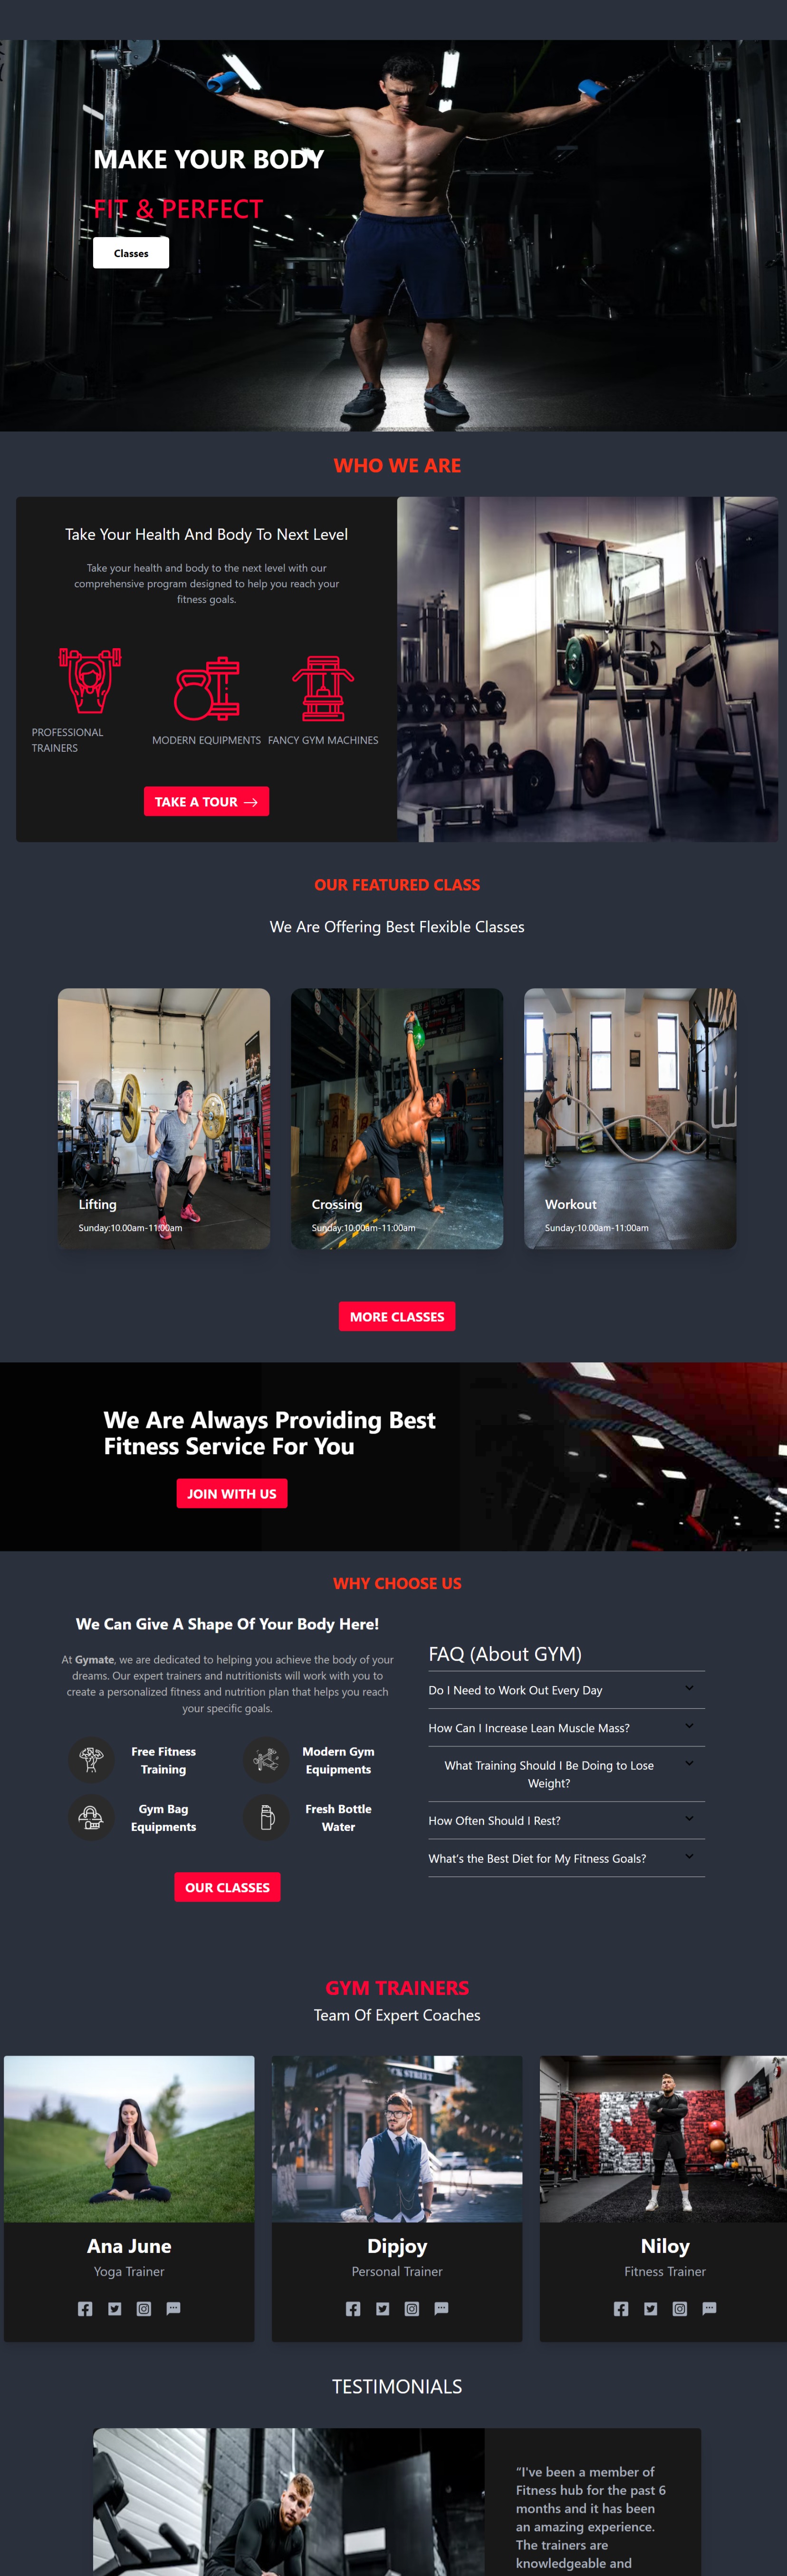 MAKE YOUR BODY
FIT & PERFECT
Classes
WHO WE ARE
Take Your Health And Body To Next Level
Take your health and body to the next level with our
comprehensive program designed to help you reach your
fitness goals.
PROFESSIONAL
TRAINERS
MODERN EQUIPMENTS
FANCY GYM MACHINES
TAKE A TOUR →
OUR FEATURED CLASS
We Are Offering Best Flexible Classes
Lifting
Sunday:10.00am-11:00am
Crossing
Sunday:10.00am-11:00am
Workout
Sunday:10.00am-11:00am
MORE CLASSES
We Are Always Providing Best
Fitness Service For You
JOIN WITH US
WHY CHOOSE US
We Can Give A Shape Of Your Body Here!
At Gymate, we are dedicated to helping you achieve the body of your
dreams. Our expert trainers and nutritionists will work with you to
create a personalized fitness and nutrition plan that helps you reach
your specific goals.
Free Fitness
Training
Modern Gym
Equipments
Gym Bag
Equipments
Fresh Bottle
Water
OUR CLASSES
FAQ (About GYM)
Do I Need to Work Out Every Day
How Can I Increase Lean Muscle Mass?
What Training Should I Be Doing to Lose
Weight?
How Often Should I Rest?
What's the Best Diet for My Fitness Goals?
GYM TRAINERS
Team Of Expert Coaches
Ana June
Yoga Trainer
Dipjoy
Personal Trainer
Niloy
Fitness Trainer
TESTIMONIALS
“I've been a member of
Fitness hub for the past 6
months and it has been
an amazing experience.
The trainers are
knowledgeable and